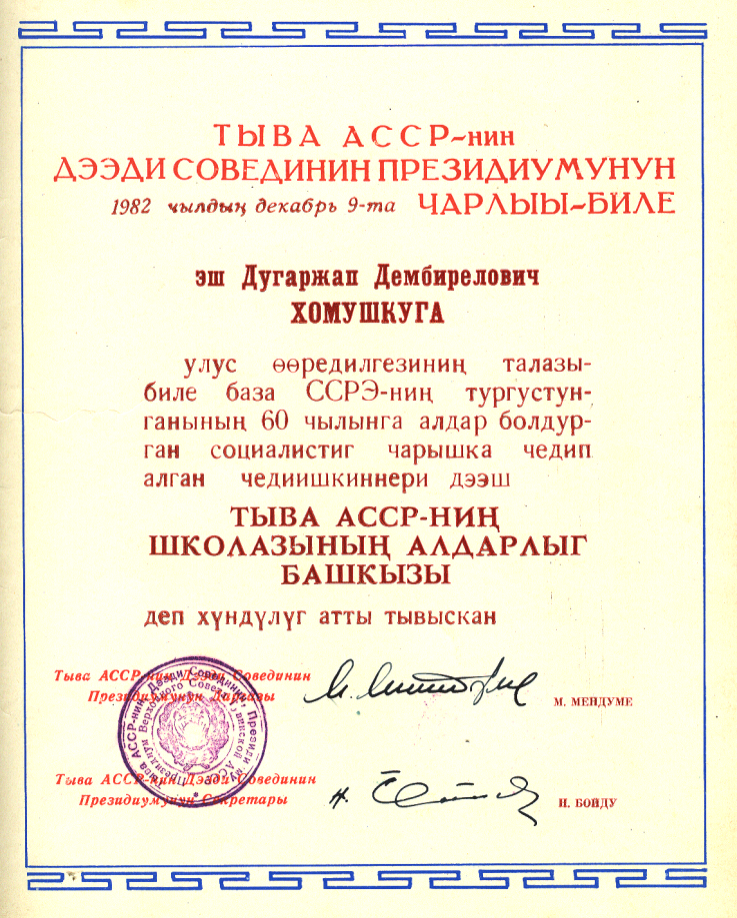 ТЫВА АССР-нин
ДЭЭДИ СОВЕДИНИН ПРЕЗИДИУМУНУН
1982 чылдың декабрь 9-та ЧАРЛЫЫ-БИЛЕ
эш Дугаржап Дембирелович
ХОМУШКУГА
улус өөредилгезиниң талазы-
биле база ССРЭ-ниң тургустун-
ганының 60 чылынга алдар болдур-
ган социалистиг чарышка чедип
алган чедиишкиннери дээш
ТЫВА АССР-НИҢ
ШКОЛАЗЫНЫҢ АЛДАРЛЫГ
БАШКЫЗЫ
деп хүндүлүг атты тывыскан
Тыва АССР-нин Дээди Совединин
Президиумунун Даргазы
М. МЕНДУМЕ
Тыва АССР-нин Дээди Совединин
Президиумунун Секретары
Н. БОЙДУ